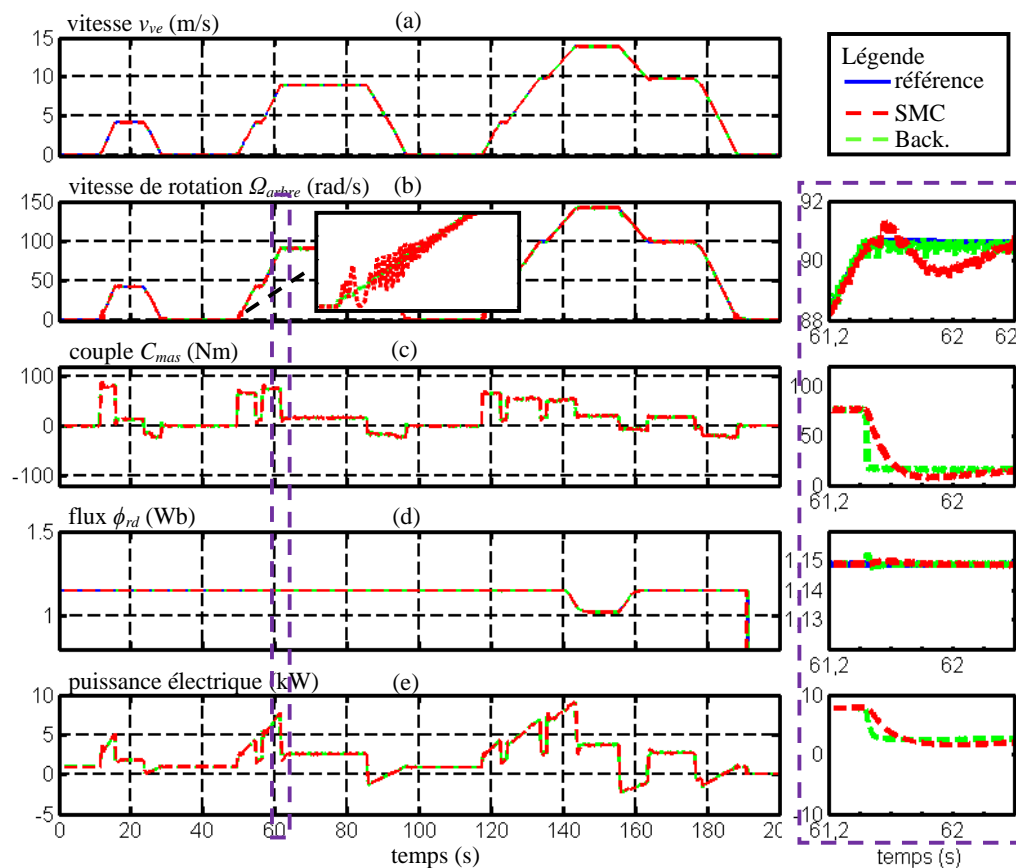 vitesse v_ve (m/s) (a)
15
10
5
0
Légende
référence
SMC
Back.
vitesse de rotation Ω_arbre (rad/s) (b)
150
100
50
0
92
90
88
61,2 62 62
couple C_mas (Nm) (c)
100
0
-100
100
50
0
61,2 62
flux ϕ_rd (Wb) (d)
1.5
1
1.15
1.14
1.13
61,2 62
puissance électrique (kW) (e)
10
5
0
-5
0 20 40 60 80 100 120 140 160 180 20
temps (s)
10
0
-10
61,2 62
temps (s)